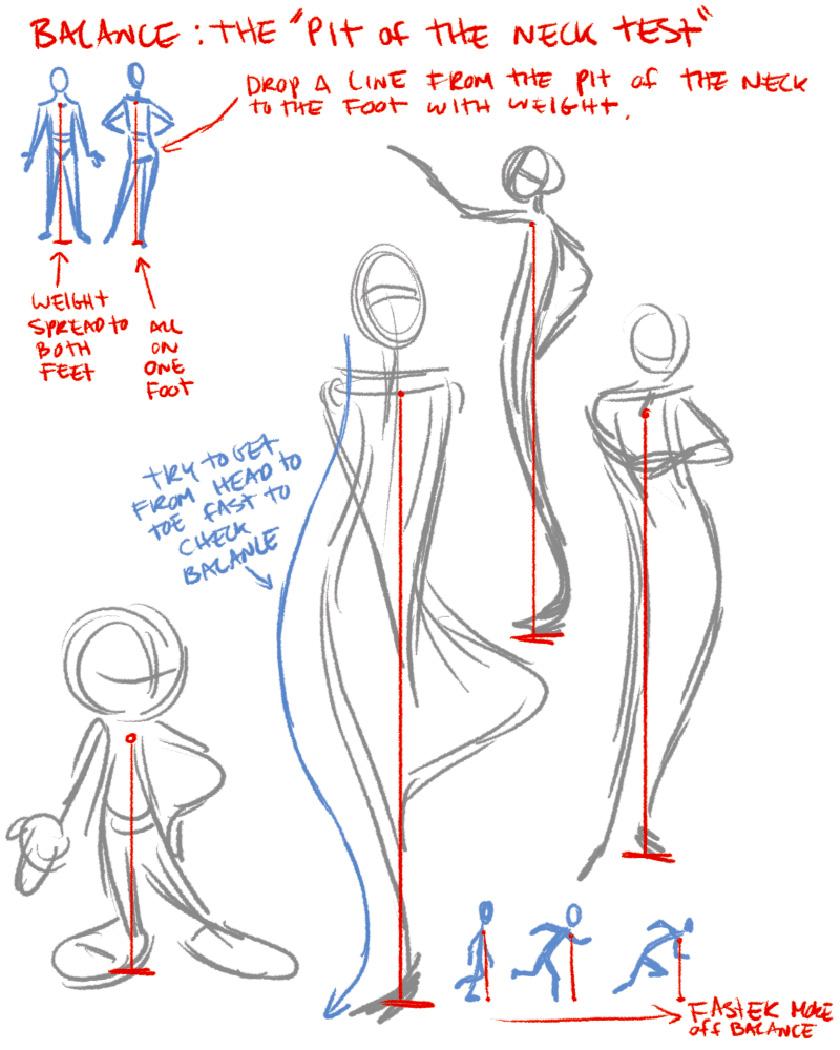 BALANCE: THE "PIT OF THE NECK TEST"
DROP A LINE FROM THE PIT OF THE NECK
TO THE FOOT WITH WEIGHT.
WEIGHT
SPREAD TO
BOTH
FEET
ALL
ON
ONE
FOOT
TRY TO GET
FROM HEAD TO
TOE FAST TO
CHECK
BALANCE
FASTER MORE
OFF BALANCE